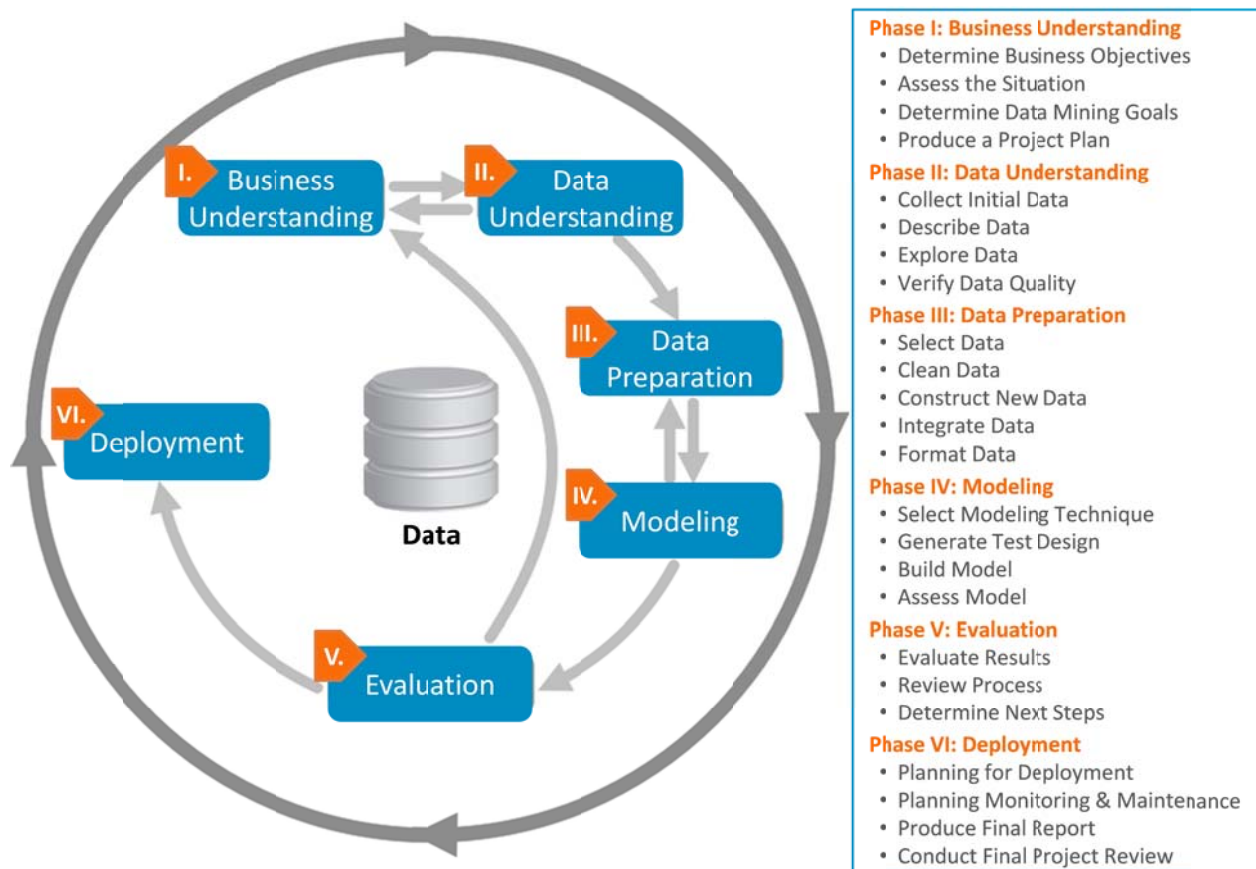 I.
Business
Understanding
II.
Data
Understanding
III.
Data
Preparation
IV.
Modeling
V.
Evaluation
VI.
Deployment
Data
Phase I: Business Understanding
• Determine Business Objectives
• Assess the Situation
• Determine Data Mining Goals
• Produce a Project Plan
Phase II: Data Understanding
• Collect Initial Data
• Describe Data
• Explore Data
• Verify Data Quality
Phase III: Data Preparation
• Select Data
• Clean Data
• Construct New Data
• Integrate Data
• Format Data
Phase IV: Modeling
• Select Modeling Technique
• Generate Test Design
• Build Model
• Assess Model
Phase V: Evaluation
• Evaluate Results
• Review Process
• Determine Next Steps
Phase VI: Deployment
• Planning for Deployment
• Planning Monitoring & Maintenance
• Produce Final Report
• Conduct Final Project Review